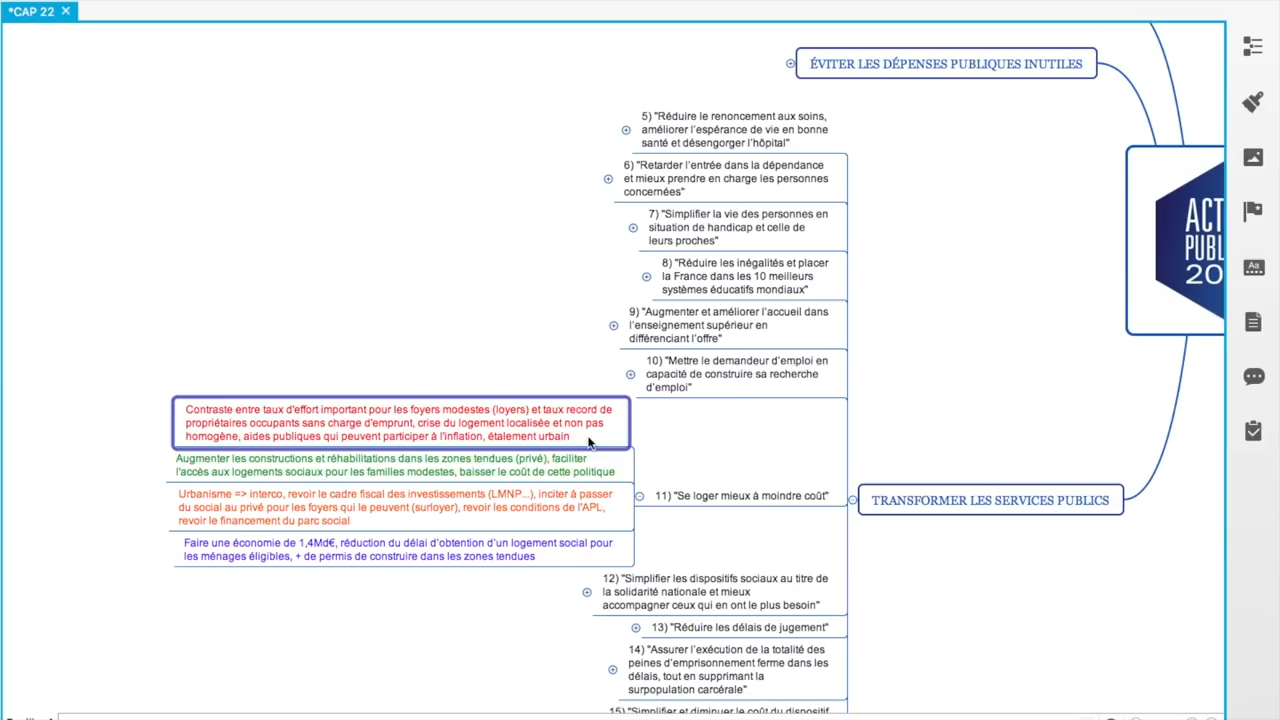 *CAP 22 ✕
ÉVITER LES DÉPENSES PUBLIQUES INUTILES
5) "Réduire le renoncement aux soins,
améliorer l'espérance de vie en bonne
santé et désengorger l'hôpital"
6) "Retarder l'entrée dans la dépendance
et mieux prendre en charge les personnes
concernées"
7) "Simplifier la vie des personnes en
situation de handicap et celle de
leurs proches"
8) "Réduire les inégalités et placer
la France dans les 10 meilleurs
systèmes éducatifs mondiaux"
9) "Augmenter et améliorer l'accueil dans
l'enseignement supérieur en
différenciant l'offre"
10) "Mettre le demandeur d'emploi en
capacité de construire sa recherche
d'emploi"
Contraste entre taux d'effort important pour les foyers modestes (loyers) et taux record de
propriétaires occupants sans charge d'emprunt, crise du logement localisée et non pas
homogène, aides publiques qui peuvent participer à l'inflation, étalement urbain
Augmenter les constructions et réhabilitations dans les zones tendues (privé), faciliter
l'accès aux logements sociaux pour les familles modestes, baisser le coût de cette politique
Urbanisme => interco, revoir le cadre fiscal des investissements (LMNP...), inciter à passer
du social au privé pour les foyers qui le peuvent (surloyer), revoir les conditions de l'APL,
revoir le financement du parc social
Faire une économie de 1,4Md€, réduction du délai d'obtention d'un logement social pour
les ménages éligibles, + de permis de construire dans les zones tendues
11) "Se loger mieux à moindre coût"
TRANSFORMER LES SERVICES PUBLICS
12) "Simplifier les dispositifs sociaux au titre de
la solidarité nationale et mieux
accompagner ceux qui en ont le plus besoin"
13) "Réduire les délais de jugement"
14) "Assurer l'exécution de la totalité des
peines d'emprisonnement ferme dans les
délais, tout en supprimant la
surpopulation carcérale"
15) "Simplifier et diminuer le coût du dispositif
ACT
PUBL
20
Aa